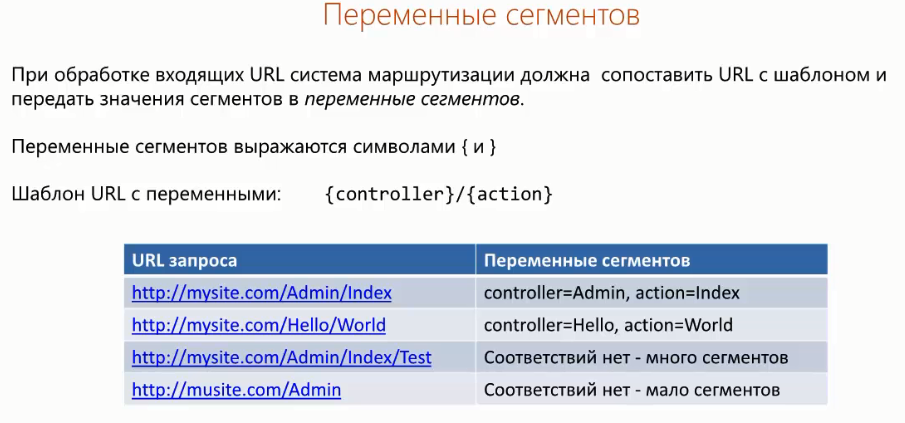 Переменные сегментов
При обработке входящих URL система маршрутизации должна сопоставить URL с шаблоном и
передать значения сегментов в переменные сегментов.
Переменные сегментов выражаются символами { и }
Шаблон URL с переменными: {controller}/{action}
URL запроса Переменные сегментов
http://mysite.com/Admin/Index controller=Admin, action=Index
http://mysite.com/Hello/World controller=Hello, action=World
http://mysite.com/Admin/Index/Test Соответствий нет - много сегментов
http://musite.com/Admin Соответствий нет - мало сегментов